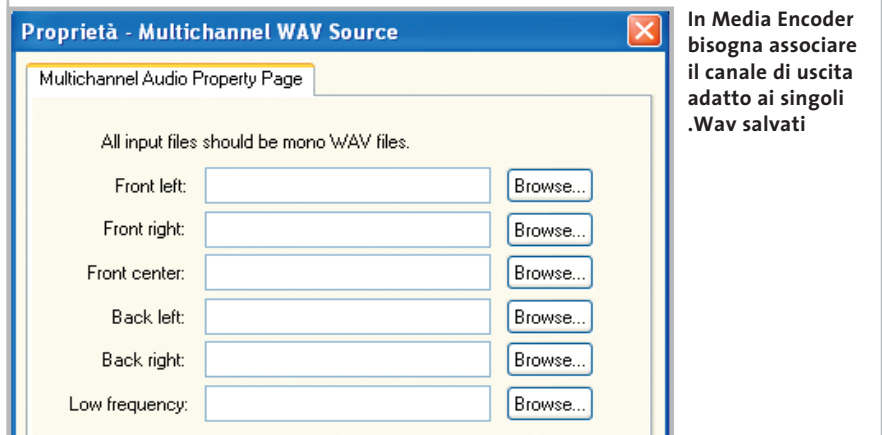 Proprietà - Multichannel WAV Source
Multichannel Audio Property Page
All input files should be mono WAV files.
Front left: Browse...
Front right: Browse...
Front center: Browse...
Back left: Browse...
Back right: Browse...
Low frequency: Browse...
In Media Encoder
bisogna associare
il canale di uscita
adatto ai singoli
.Wav salvati